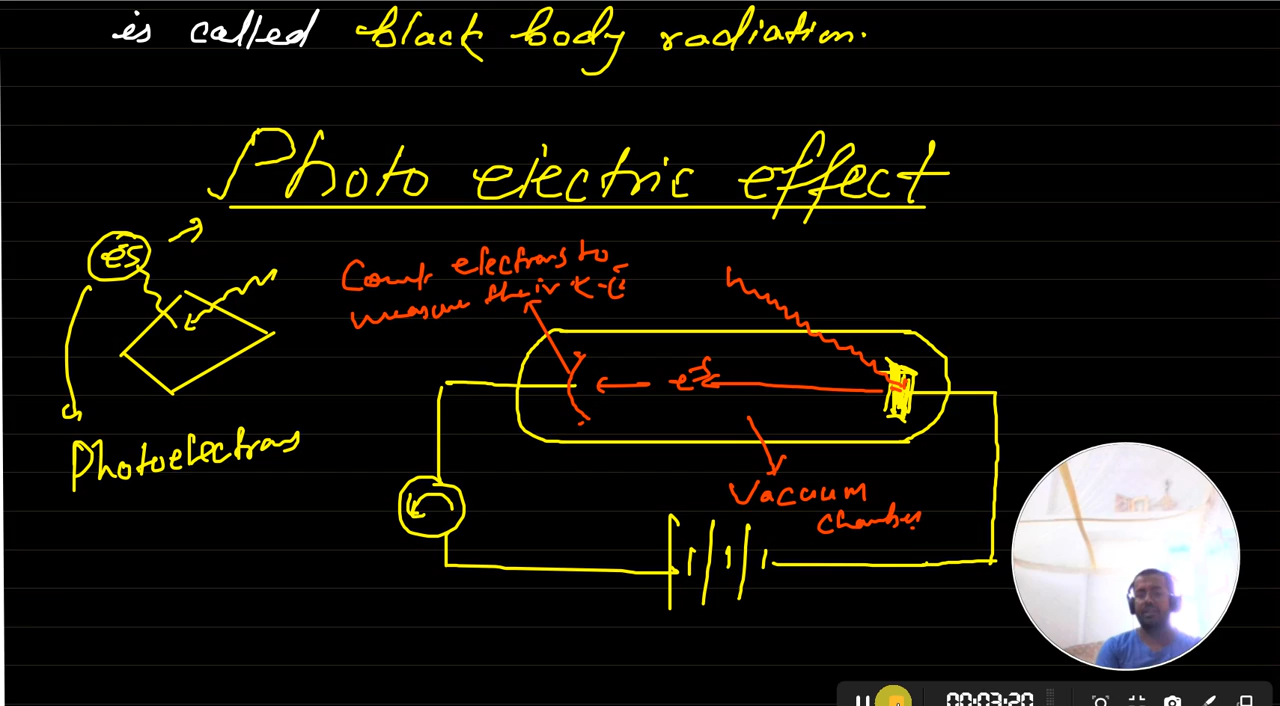 is called black body radiation.
Photo electric effect
es
Count electrons to
measure their K-E
e-s
Photoelectrons
Vacuum
chamber
00:03:20